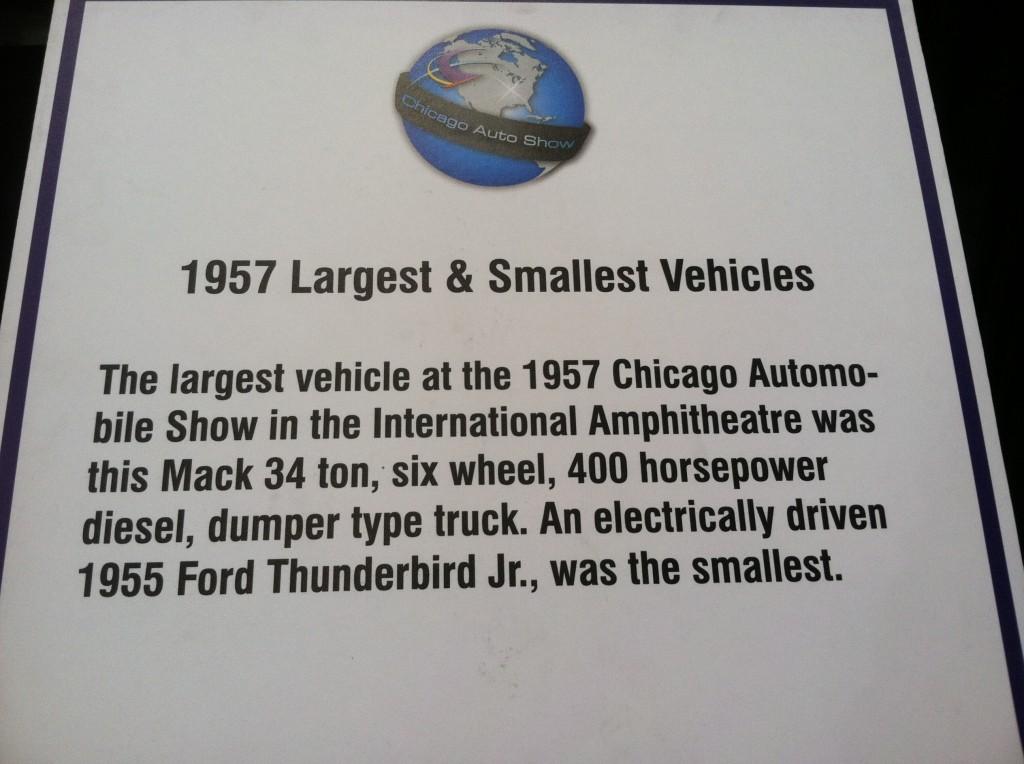 Chicago Auto Show
1957 Largest & Smallest Vehicles
The largest vehicle at the 1957 Chicago Automo-
bile Show in the International Amphitheatre was
this Mack 34 ton, six wheel, 400 horsepower
diesel, dumper type truck. An electrically driven
1955 Ford Thunderbird Jr., was the smallest.